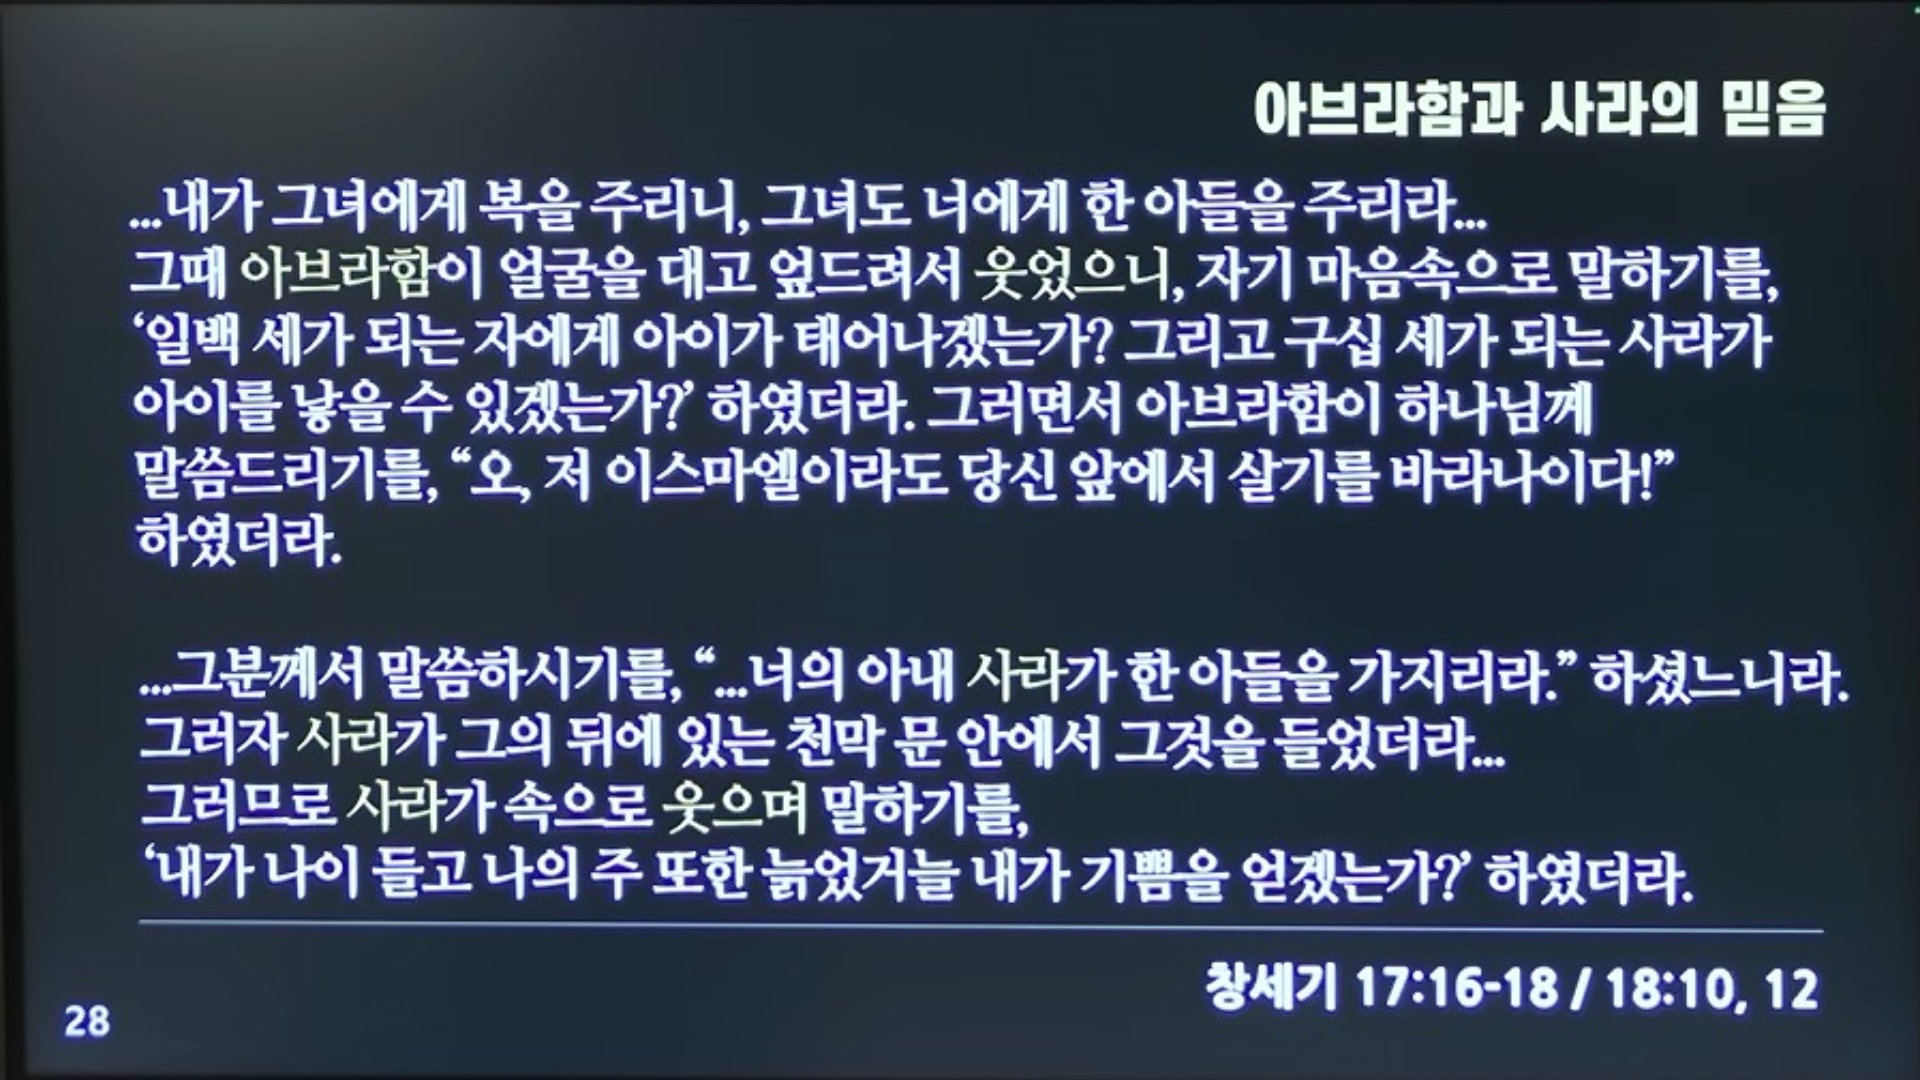 아브라함과 사라의 믿음
...내가 그녀에게 복을 주리니, 그녀도 너에게 한 아들을 주리라...
그때 아브라함이 얼굴을 대고 엎드려서 웃었으니, 자기 마음속으로 말하기를,
‘일백 세가 되는 자에게 아이가 태어나겠는가? 그리고 구십 세가 되는 사라가
아이를 낳을 수 있겠는가?’ 하였더라. 그러면서 아브라함이 하나님께
말씀드리기를, “오, 저 이스마엘이라도 당신 앞에서 살기를 바라나이다!”
하였더라.
...그분께서 말씀하시기를, “...너의 아내 사라가 한 아들을 가지리라.” 하셨느니라.
그러자 사라가 그의 뒤에 있는 천막 문 안에서 그것을 들었더라...
그러므로 사라가 속으로 웃으며 말하기를,
‘내가 나이 들고 나의 주 또한 늙었거늘 내가 기쁨을 얻겠는가?’ 하였더라.
창세기 17:16-18 / 18:10, 12
28